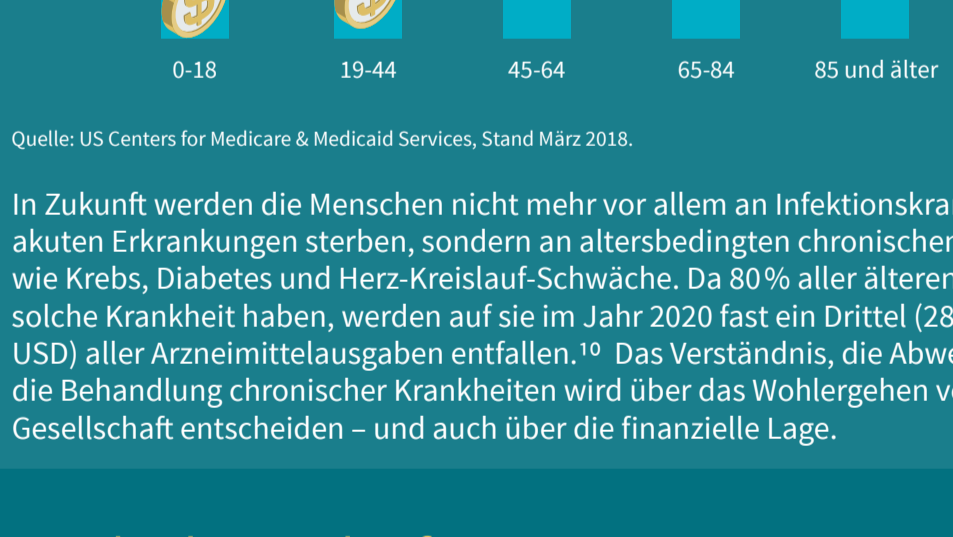 0-18 19-44 45-64 65-84 85 und älter
Quelle: US Centers for Medicare & Medicaid Services, Stand März 2018.
In Zukunft werden die Menschen nicht mehr vor allem an
akuten Erkrankungen sterben, sondern an altersbedingten
wie Krebs, Diabetes und Herz-Kreislauf-Schwäche. Da 80 % aller
solche Krankheit haben, werden auf sie im Jahr 2020 fast ein Drittel (28
USD) aller Arzneimittelausgaben entfallen.¹⁰ Das Verständnis, die
die Behandlung chronischer Krankheiten wird über das Wohlergehen
Gesellschaft entscheiden – und auch über die finanzielle Lage.